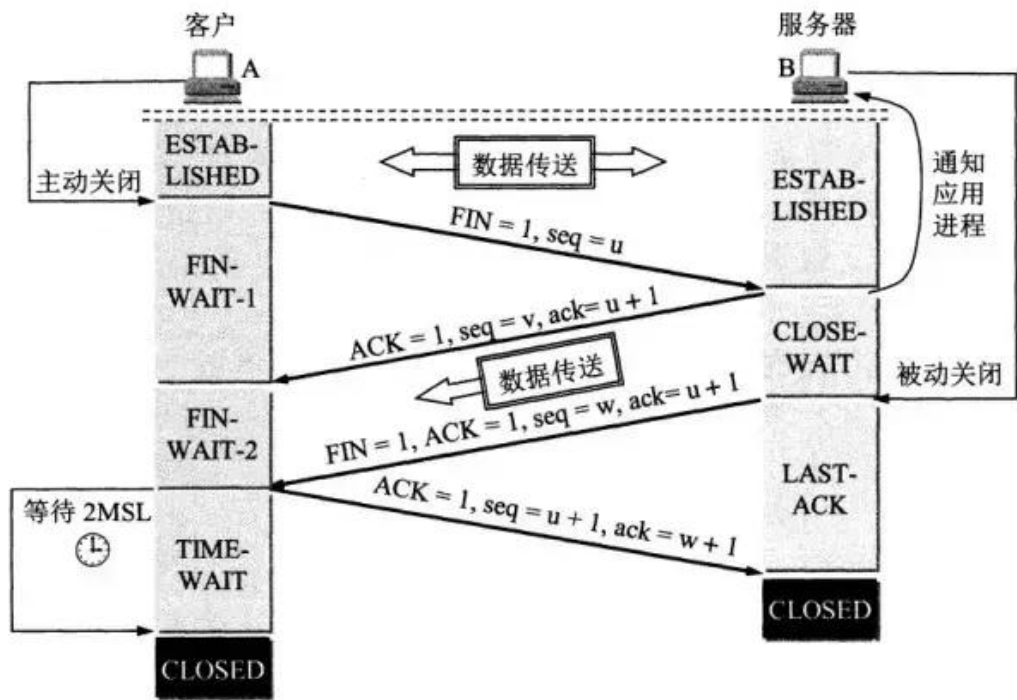 客户
服务器
A
B
ESTAB-
LISHED
数据传送
ESTAB-
LISHED
通知
应用
进程
主动关闭
FIN = 1, seq = u
FIN-
WAIT-1
ACK = 1, seq = v, ack= u + 1
CLOSE-
WAIT
数据传送
被动关闭
FIN-
WAIT-2
FIN = 1, ACK = 1, seq = w, ack= u + 1
LAST-
ACK
等待 2MSL
ACK = 1, seq = u + 1, ack = w + 1
TIME-
WAIT
CLOSED
CLOSED